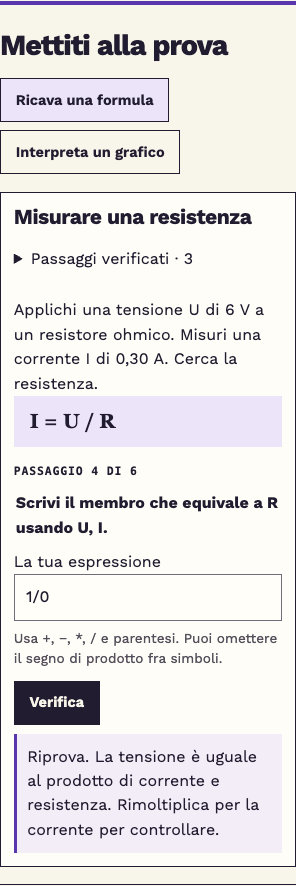 Mettiti alla prova
Ricava una formula
Interpreta un grafico
Misurare una resistenza
▶ Passaggi verificati · 3
Applichi una tensione U di 6 V a
un resistore ohmico. Misuri una
corrente I di 0,30 A. Cerca la
resistenza.
I = U / R
PASSAGGIO 4 DI 6
Scrivi il membro che equivale a R
usando U, I.
La tua espressione
1/0
Usa +, −, *, / e parentesi. Puoi omettere
il segno di prodotto fra simboli.
Verifica
Riprova. La tensione è uguale
al prodotto di corrente e
resistenza. Rimoltiplica per la
corrente per controllare.